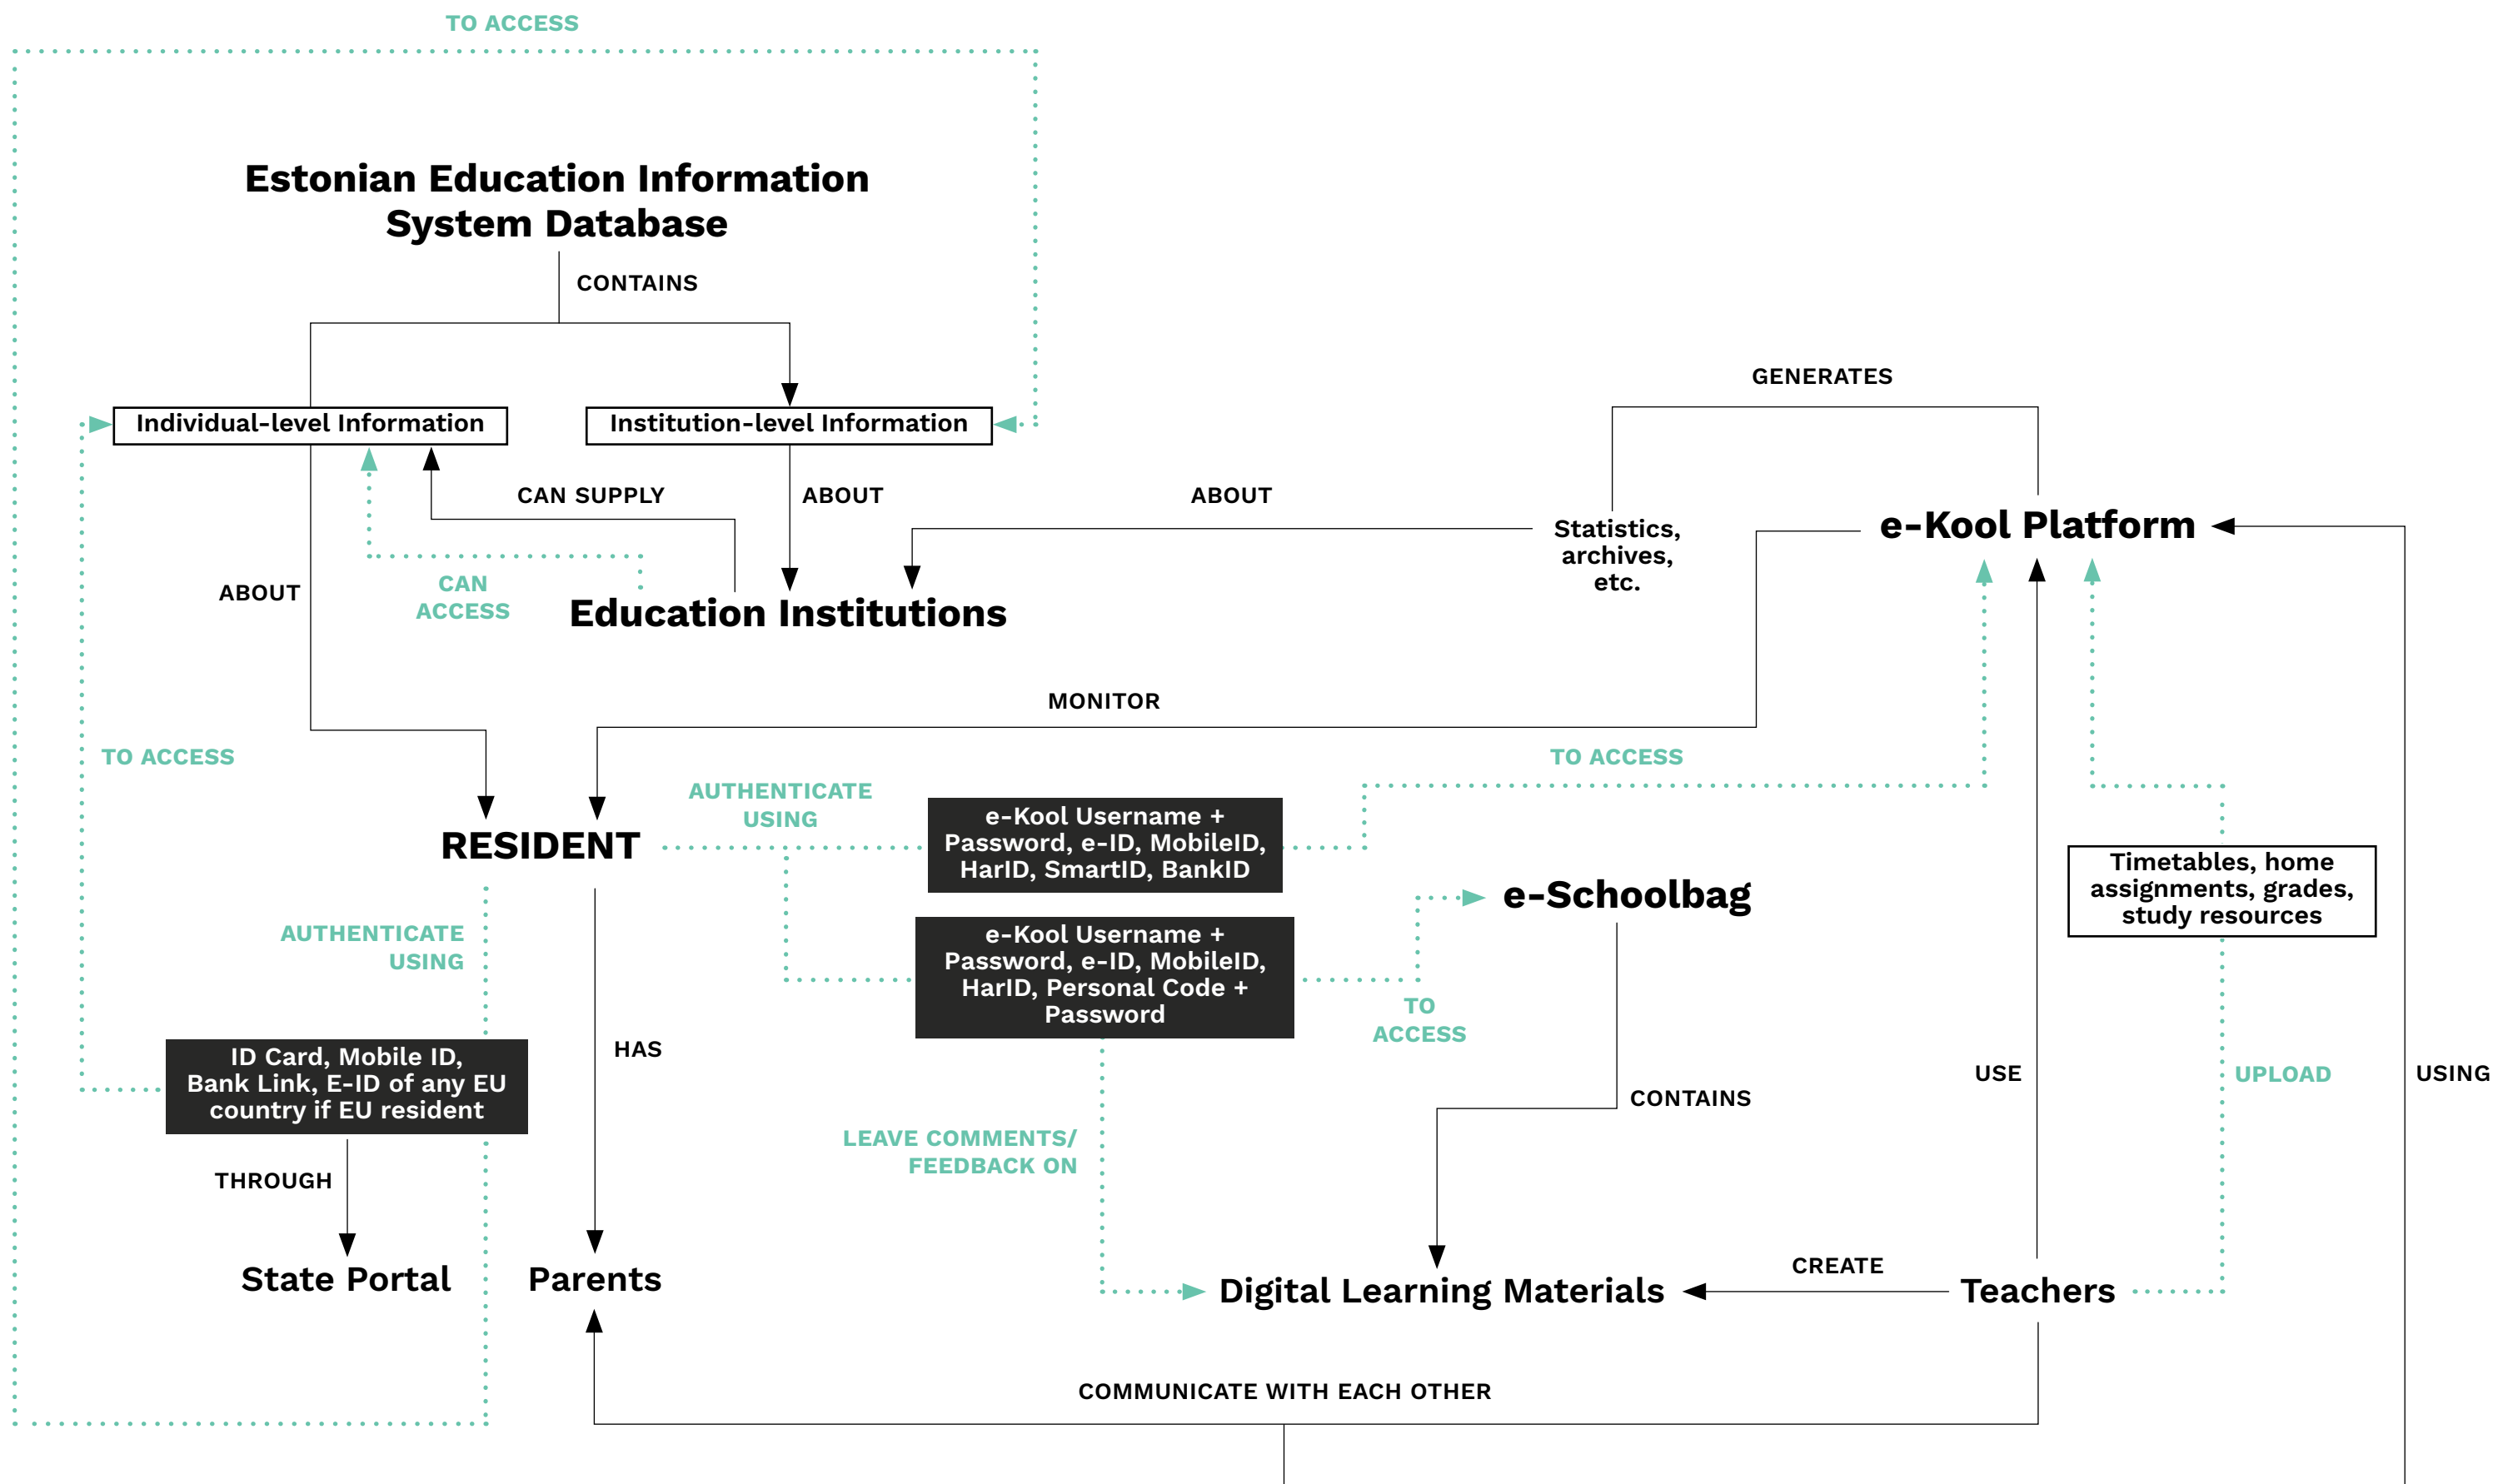 TO ACCESS
Estonian Education Information
System Database
CONTAINS
GENERATES
Individual-level Information
Institution-level Information
CAN SUPPLY
ABOUT
ABOUT
Statistics,
archives,
etc.
e-Kool Platform
ABOUT
CAN
ACCESS
Education Institutions
MONITOR
TO ACCESS
TO ACCESS
AUTHENTICATE
USING
e-Kool Username +
Password, e-ID, MobileID,
HarID, SmartID, BankID
RESIDENT
Timetables, home
assignments, grades,
study resources
e-Schoolbag
AUTHENTICATE
USING
e-Kool Username +
Password, e-ID, MobileID,
HarID, Personal Code +
Password
TO
ACCESS
ID Card, Mobile ID,
Bank Link, E-ID of any EU
country if EU resident
HAS
USE
UPLOAD
USING
CONTAINS
LEAVE COMMENTS/
FEEDBACK ON
THROUGH
State Portal
Parents
Digital Learning Materials
CREATE
Teachers
COMMUNICATE WITH EACH OTHER